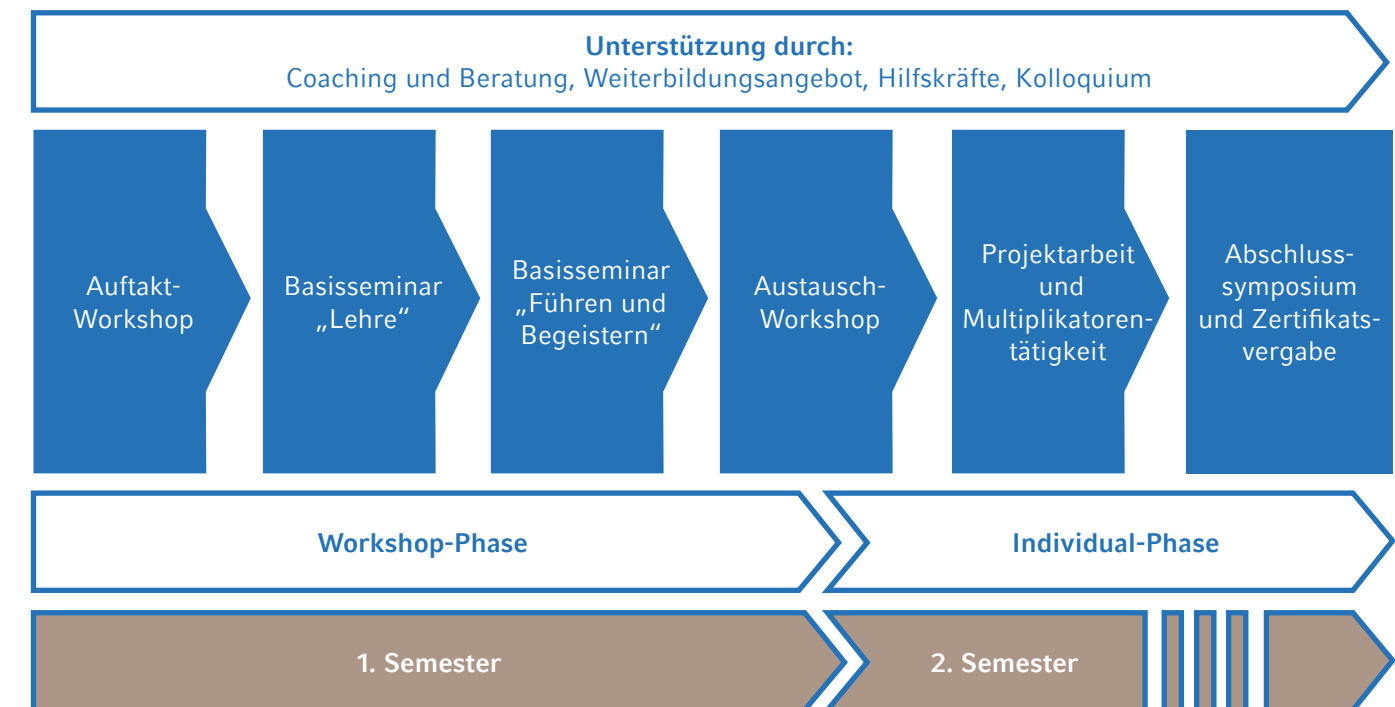 Unterstützung durch:
Coaching und Beratung, Weiterbildungsangebot, Hilfskräfte, Kolloquium
Auftakt-
Workshop
Basisseminar
„Lehre“
Basisseminar
„Führen und
Begeistern“
Austausch-
Workshop
Projektarbeit
und
Multiplikatoren-
tätigkeit
Abschluss-
symposium
und Zertifikats-
vergabe
Workshop-Phase
Individual-Phase
1. Semester
2. Semester